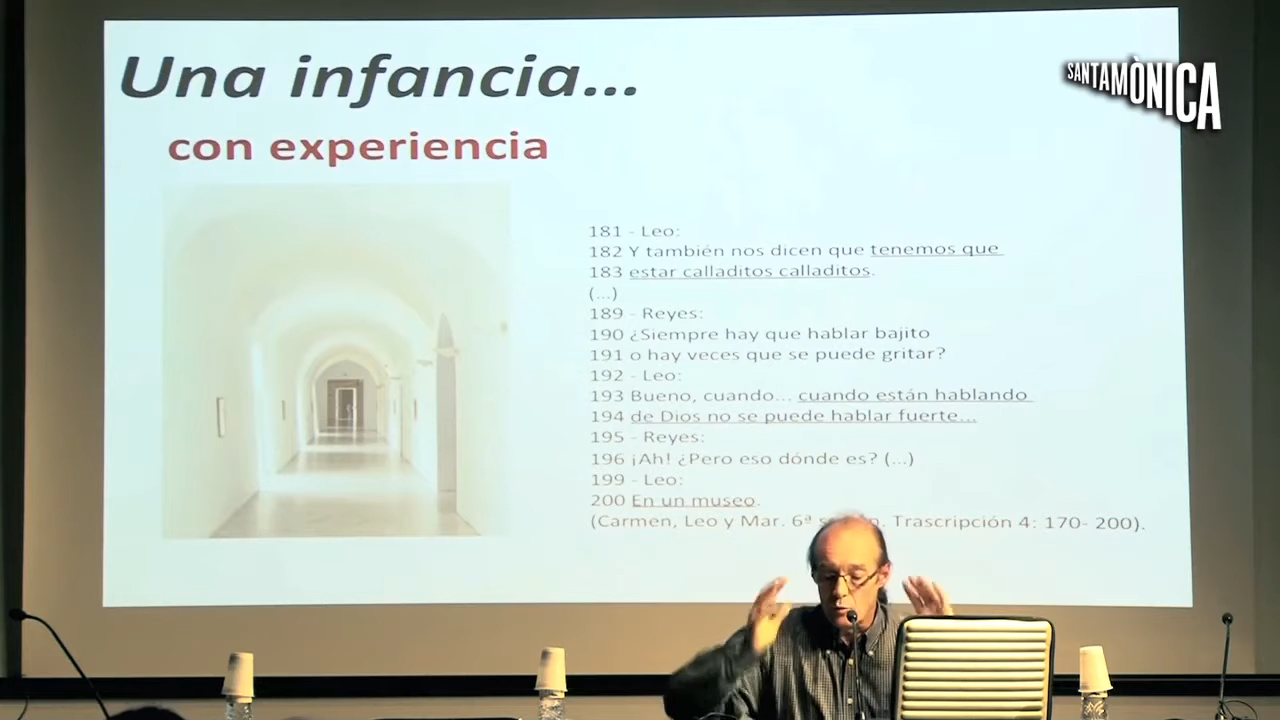 Una infancia...
con experiencia
SANTAMÒNICA
181 - Leo:
182 Y también nos dicen que tenemos que
183 estar calladitos calladitos.
(...)
189 - Reyes:
190 ¿Siempre hay que hablar bajito
191 o hay veces que se puede gritar?
192 - Leo:
193 Bueno, cuando... cuando están hablando
194 de Dios no se puede hablar fuerte...
195 - Reyes:
196 ¡Ah! ¿Pero eso dónde es? (...)
199 - Leo:
200 En un museo.
(Carmen, Leo y Mar. 6ª Trascripción 4: 170- 200).